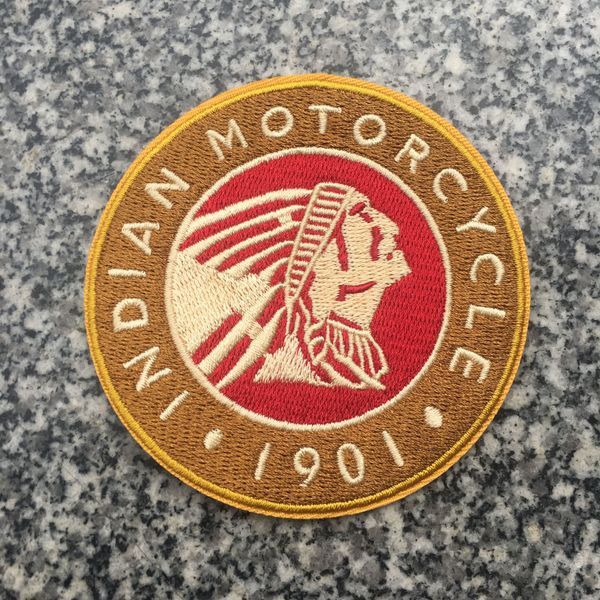 INDIAN MOTORCYCLE
• 1901 •